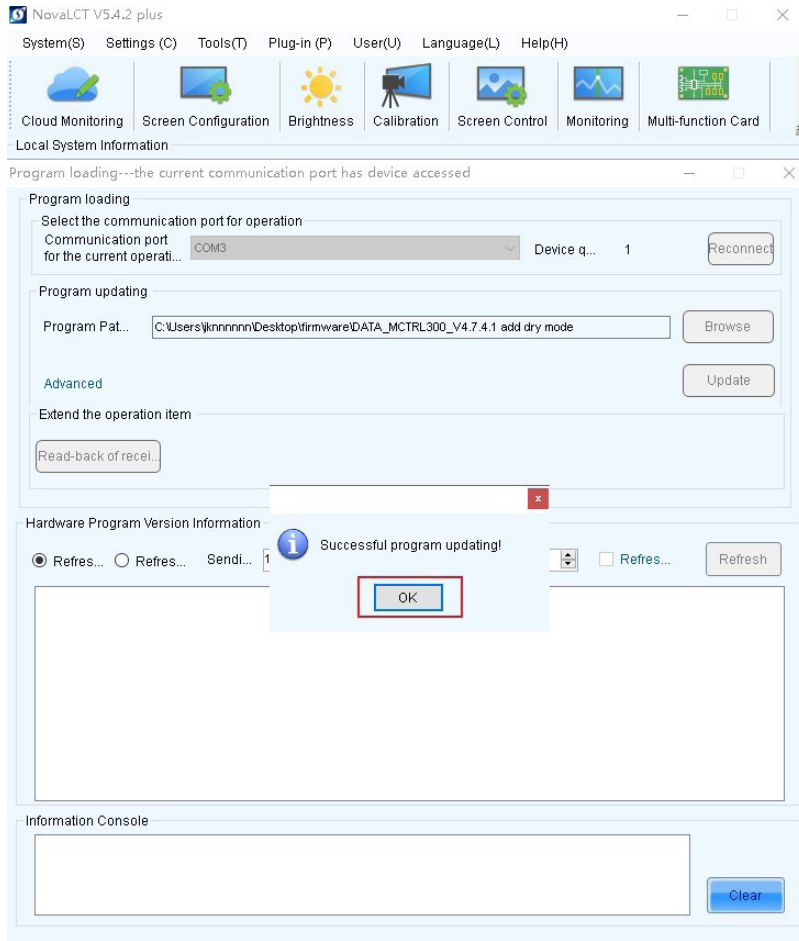 NovaLCT V5.4.2 plus
System(S) Settings (C) Tools(T) Plug-in (P) User(U) Language(L) Help(H)
Cloud Monitoring Screen Configuration Brightness Calibration Screen Control Monitoring Multi-function Card
Local System Information
Program loading---the current communication port has device accessed
Program loading
Select the communication port for operation
Communication port
for the current operati... COM3 Device q... 1 Reconnect
Program updating
Program Pat... C:\Users\jknnnnnn\Desktop\firmware\DATA_MCTRL300_V4.7.4.1 add dry mode Browse
Advanced Update
Extend the operation item
Read-back of recei...
Hardware Program Version Information
x
Successful program updating!
Refres... Refres... Sendi... 1 Refres... Refresh
OK
Information Console
Clear